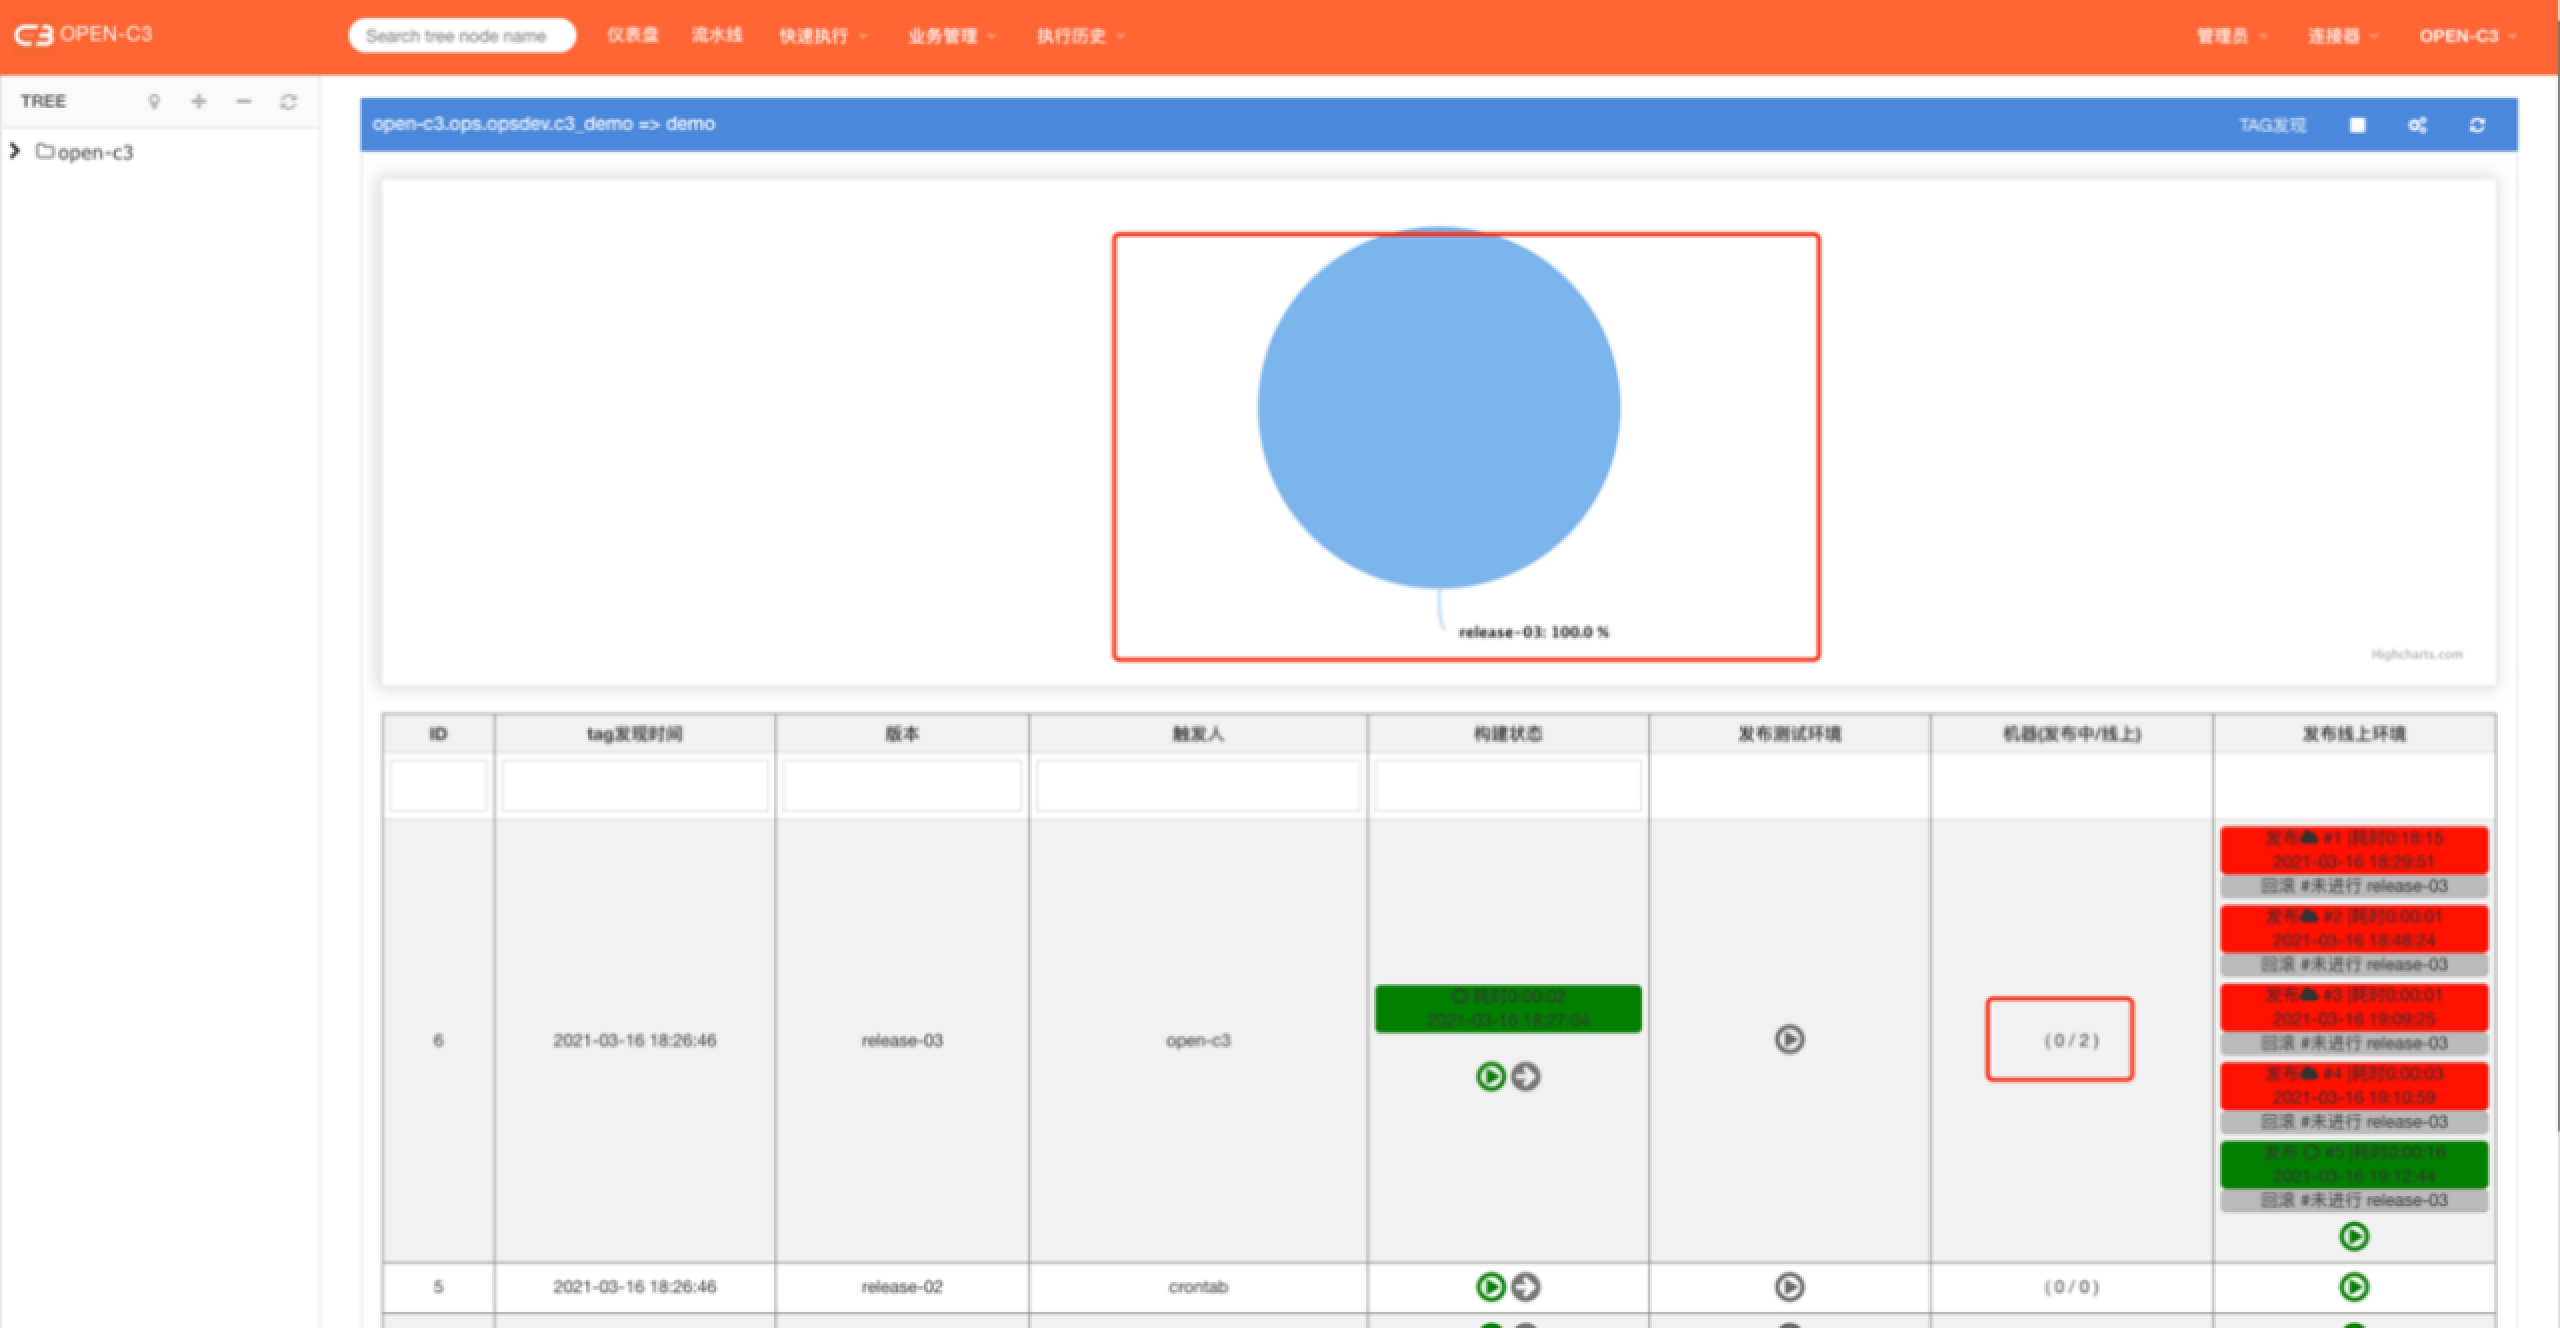 OPEN-C3
Search tree node name
仪表盘
流水线
快速执行
业务管理
执行历史
管理员
连接器
OPEN-C3
TREE
open-c3
open-c3.ops.opsdev.c3_demo => demo
TAG发现
release-03: 100.0 %
Highcharts.com
ID
tag发现时间
版本
触发人
构建状态
发布测试环境
机器(发布中/线上)
发布线上环境
6
2021-03-16 18:26:46
release-03
open-c3
耗时0:00:02
2021-03-16 18:27:04
(0/2)
发布 #1 |耗时0:18:15
2021-03-16 18:29:51
回滚 #未进行 release-03
发布 #2 |耗时0:00:01
2021-03-16 18:48:24
回滚 #未进行 release-03
发布 #3 |耗时0:00:01
2021-03-16 19:09:25
回滚 #未进行 release-03
发布 #4 |耗时0:00:03
2021-03-16 19:10:59
回滚 #未进行 release-03
发布 #5 |耗时0:00:16
2021-03-16 19:12:44
回滚 #未进行 release-03
5
2021-03-16 18:26:46
release-02
crontab
(0/0)